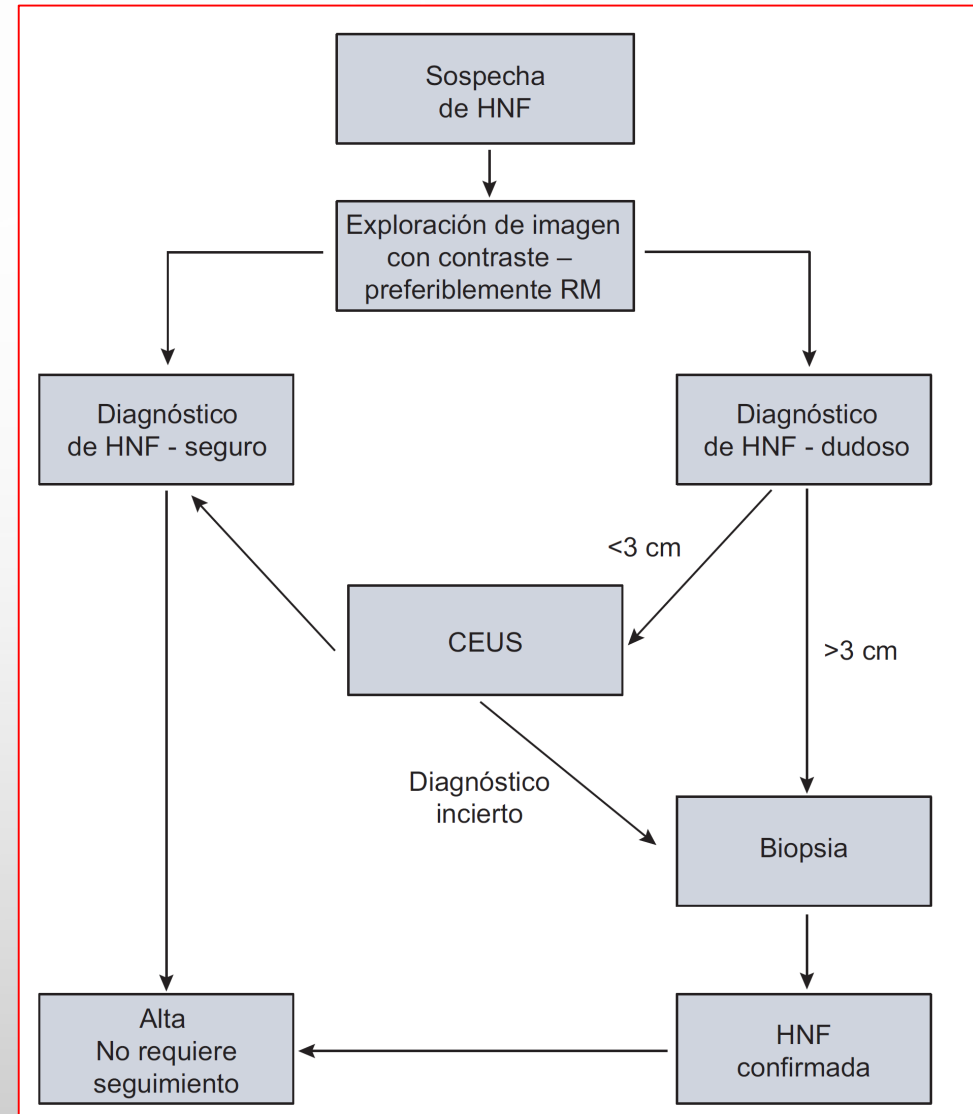 Sospecha
de HNF
Exploración de imagen
con contraste –
preferiblemente RM
Diagnóstico
de HNF - seguro
Diagnóstico
de HNF - dudoso
<3 cm
CEUS
>3 cm
Diagnóstico
incierto
Biopsia
Alta
No requiere
seguimiento
HNF
confirmada